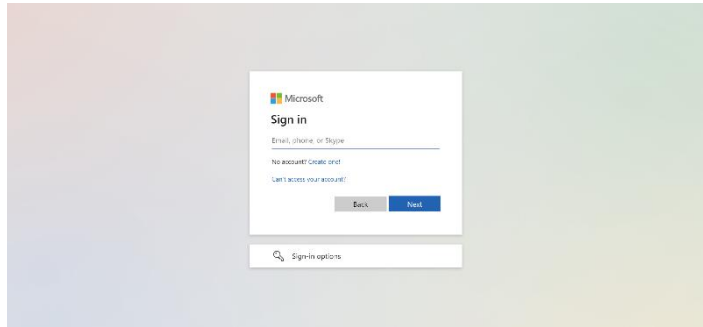 Microsoft
Sign in
Email, phone, or Skype
No account? Create one!
Can't access your account?
Back Next
Sign-in options